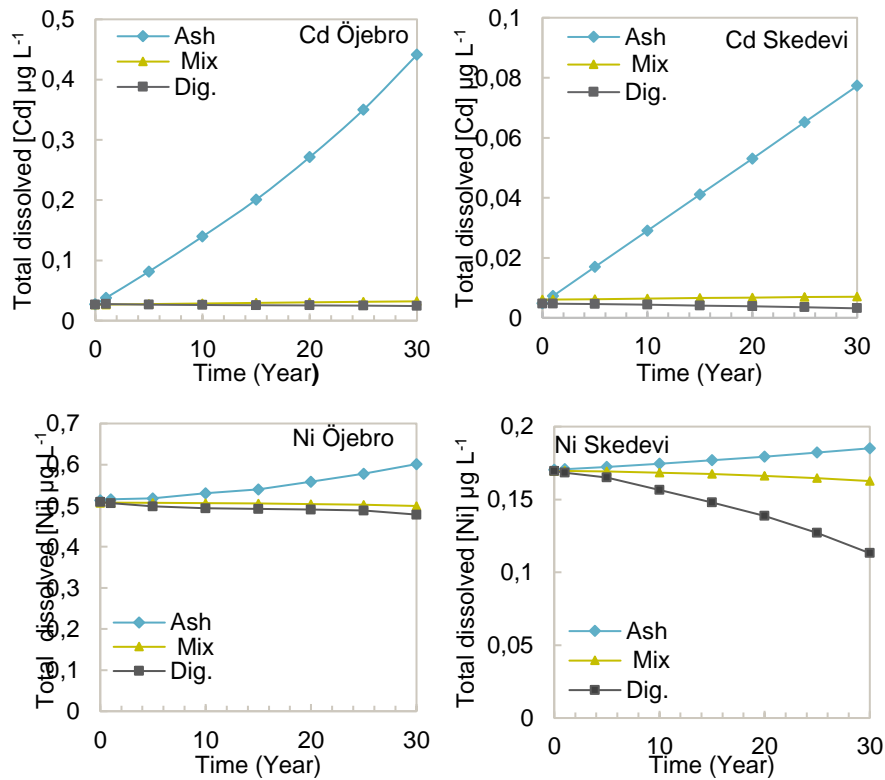 Total dissolved [Cd] µg L⁻¹
0,5
0,4
0,3
0,2
0,1
0
Ash
Mix
Dig.
Cd Öjebro
0 10 20 30
Time (Year)
Total dissolved [Cd] µg L⁻¹
0,1
0,08
0,06
0,04
0,02
0
Ash
Mix
Dig.
Cd Skedevi
0 10 20 30
Time (Year)
Total dissolved [Ni] µg L⁻¹
0,7
0,6
0,5
0,4
0,3
0,2
0,1
0
Ni Öjebro
Ash
Mix
Dig.
0 10 20 30
Time (Year)
Total dissolved [Ni] µg L⁻¹
0,2
0,15
0,1
0,05
0
Ni Skedevi
Ash
Mix
Dig.
0 10 20 30
Time (Year)